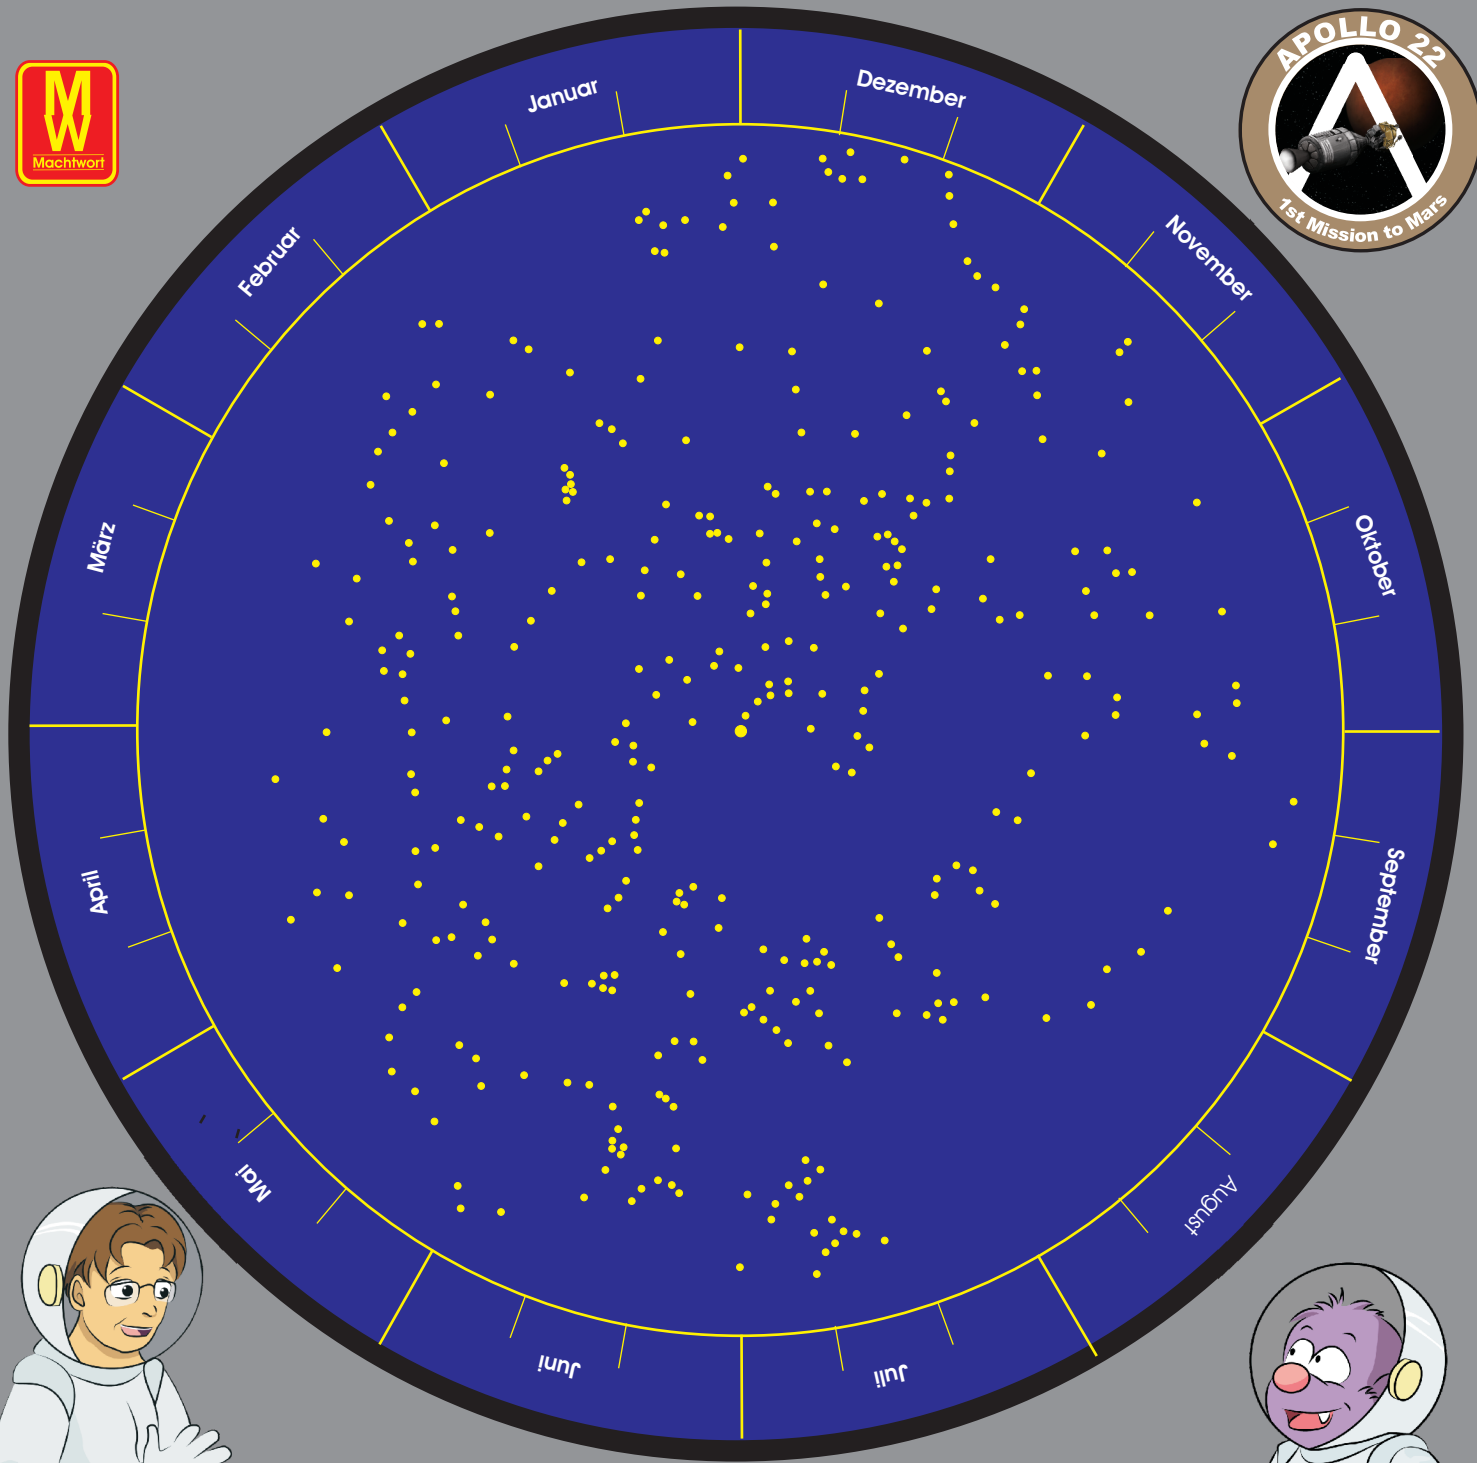 MW
Machtwort
APOLLO 22
1st Mission to Mars
Januar
Dezember
Februar
November
März
Oktober
April
September
Mai
August
Juni
Juli